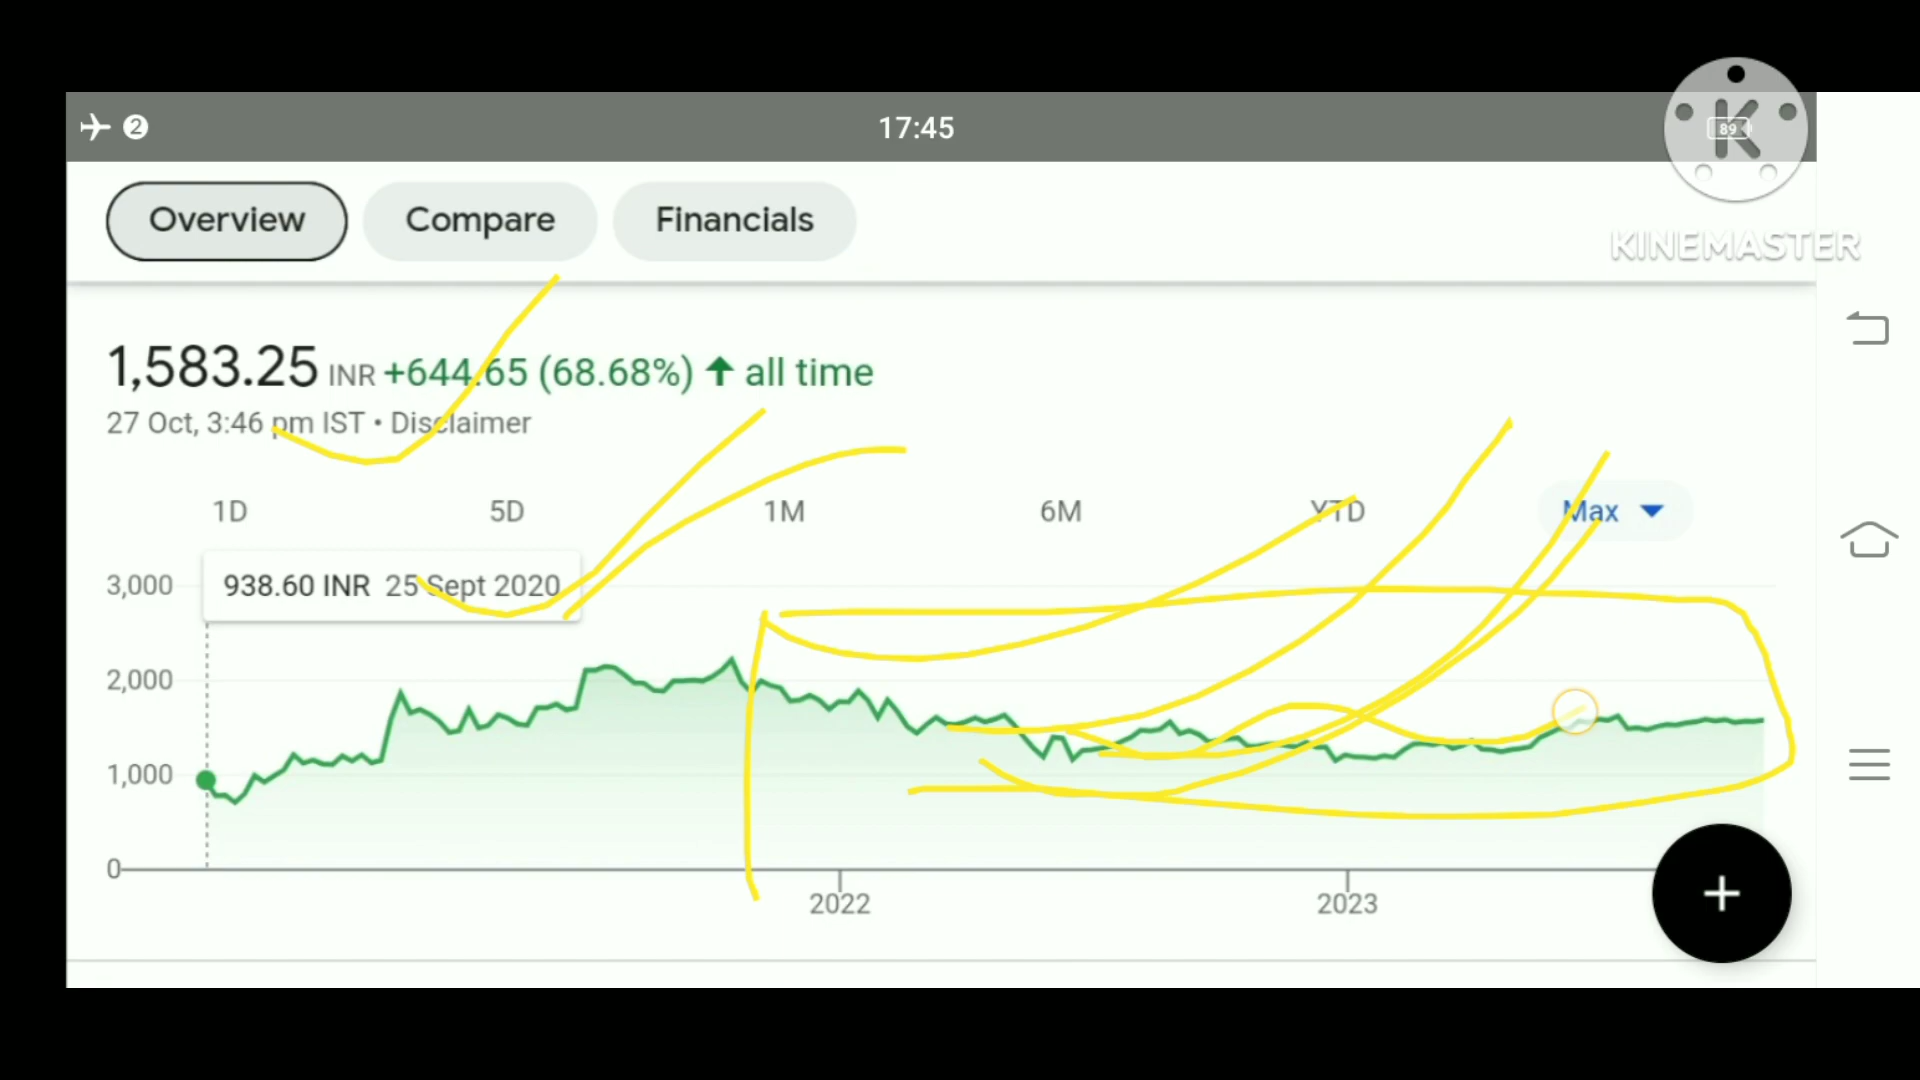 17:45
89
K
KINEMASTER
2
Overview Compare Financials
1,583.25 INR +644.65 (68.68%) all time
27 Oct, 3:46 pm IST • Disclaimer
1D 5D 1M 6M YTD Max
938.60 INR 25 Sept 2020
3,000
2,000
1,000
0
2022 2023